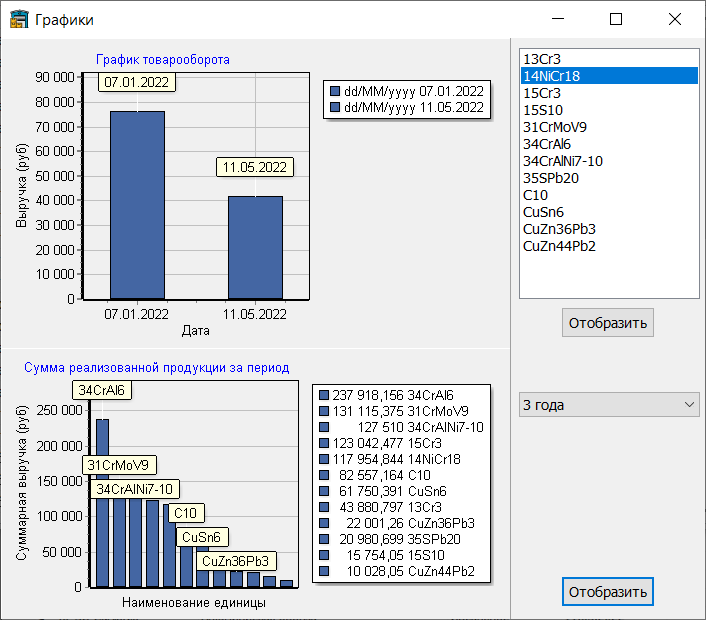 Графики
График товарооборота
90 000
80 000
70 000
60 000
50 000
40 000
30 000
20 000
10 000
0
Выручка (руб)
07.01.2022
11.05.2022
07.01.2022
11.05.2022
Дата
dd/MM/yyyy 07.01.2022
dd/MM/yyyy 11.05.2022
Сумма реализованной продукции за период
250 000
200 000
150 000
100 000
50 000
0
Суммарная выручка (руб)
34CrAl6
31CrMoV9
34CrAlNi7-10
C10
CuSn6
CuZn36Pb3
Наименование единицы
237 918,156 34CrAl6
131 115,375 31CrMoV9
127 510 34CrAlNi7-10
123 042,477 15Cr3
117 954,844 14NiCr18
82 557,164 C10
61 750,391 CuSn6
43 880,797 13Cr3
22 001,26 CuZn36Pb3
20 980,699 35SPb20
15 754,05 15S10
10 028,05 CuZn44Pb2
13Cr3
14NiCr18
15Cr3
15S10
31CrMoV9
34CrAl6
34CrAlNi7-10
35SPb20
C10
CuSn6
CuZn36Pb3
CuZn44Pb2
Отобразить
3 года
Отобразить